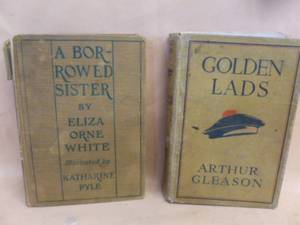 A BOR-
ROWED
SISTER
BY
ELIZA
ORNE
WHITE
Illustrated by
KATHARINE
PYLE
GOLDEN
LADS
ARTHUR
GLEASON